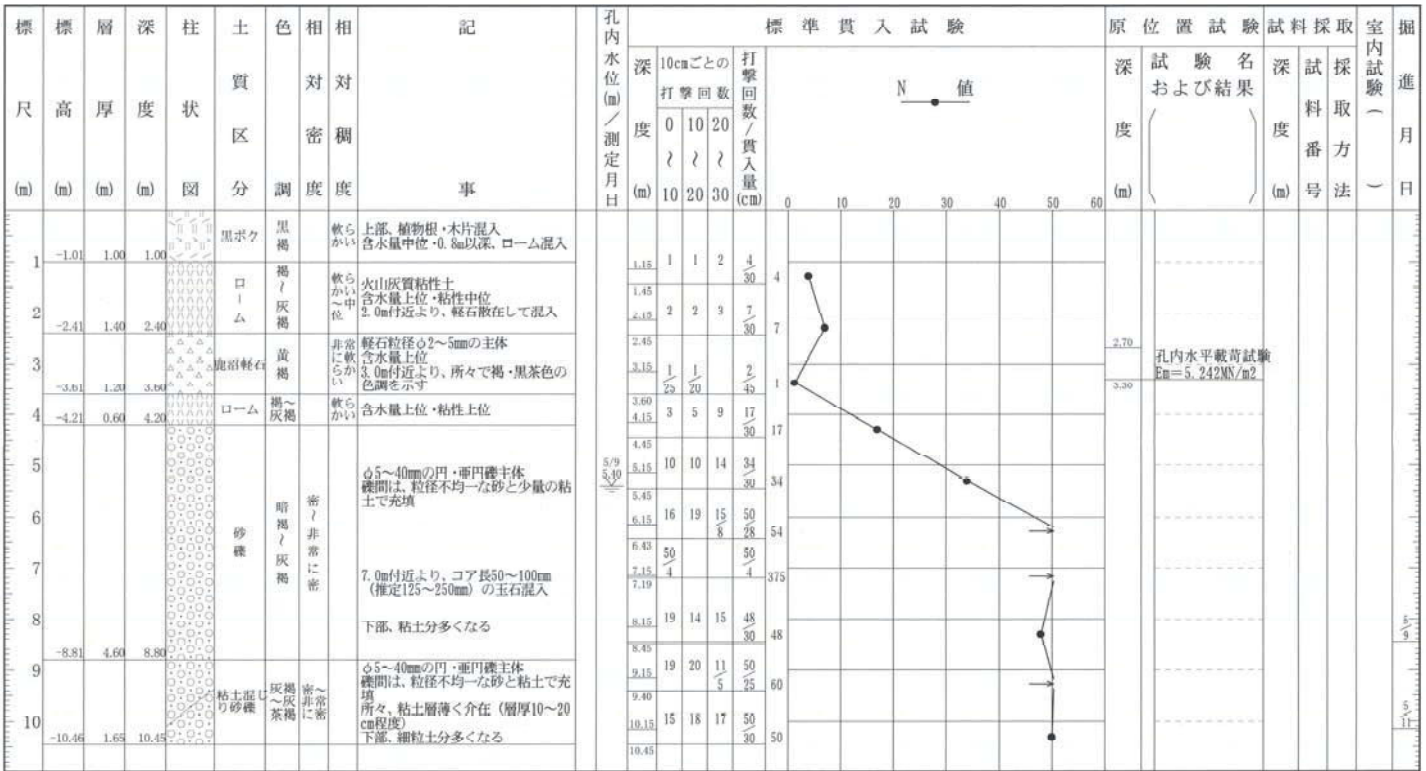 標尺(m)
標高(m)
層厚(m)
深度(m)
柱状図
土質区分
色調
相対密度
相対稠度
記事
孔内水位(m)/測定月日
標準貫入試験
深度(m)
10cmごとの打撃回数
0~10
10~20
20~30
打撃回数/貫入量(cm)
N 値
0 10 20 30 40 50 60
原位置試験
深度(m)
試験名および結果
試料採取
深度(m)
試料番号
採取方法
室内試験()
掘進月日
1
2
3
4
5
6
7
8
9
10
-1.01 1.00 1.00
黒ボク
黒褐
軟らかい
上部、植物根・木片混入
含水量中位・0.8m以深、ローム混入
-2.41 1.40 2.40
ローム
褐~灰褐
軟らかい~中位
火山灰質粘性土
含水量上位・粘性中位
2.0m付近より、軽石散在して混入
-3.61 1.20 3.60
鹿沼軽石
黄褐
非常に軟らかい
軽石粒径φ2~5mmの主体
含水量上位
3.0m付近より、所々で褐・黒茶色の
色調を示す
-4.21 0.60 4.20
ローム
褐~灰褐
軟らかい
含水量上位・粘性上位
-8.81 4.60 8.80
砂礫
暗褐~灰褐
密~非常に密
φ5~40mmの円・亜円礫主体
礫間は、粒径不均一な砂と少量の粘
土で充填
7.0m付近より、コア長50~100mm
(推定125~250mm)の玉石混入
下部、粘土分多くなる
-10.46 1.65 10.45
粘土混じり砂礫
灰褐~灰茶褐
密~非常に密
φ5~40mmの円・亜円礫主体
礫間は、粒径不均一な砂と粘土で充
填
所々、粘土層薄く介在(層厚10~20
cm程度)
下部、細粒土分多くなる
5/9
5.40
1.15 1 1 2 4/30 4
1.45
2.15 2 2 3 7/30 7
2.45
3.15 1/25 1/20 2/45 1
3.60
4.15 3 5 9 17/30 17
4.45
5.15 10 10 14 34/30 34
5.45
6.15 16 19 15/8 50/28 54
6.43
7.15 50/4 50/4 375
7.19
8.15 19 14 15 48/30 48
8.45
9.15 19 20 11/5 50/25 60
9.40
10.15 15 18 17 50/30 50
10.45
2.70
孔内水平載荷試験
Em=5.242MN/m2
3.30
5/9
5/11